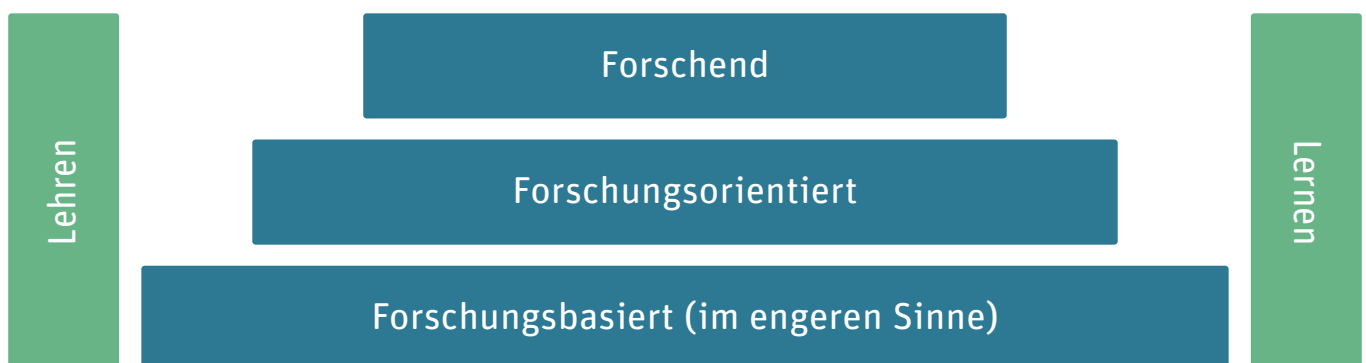 Lehren
Forschend
Forschungsorientiert
Forschungsbasiert (im engeren Sinne)
Lernen